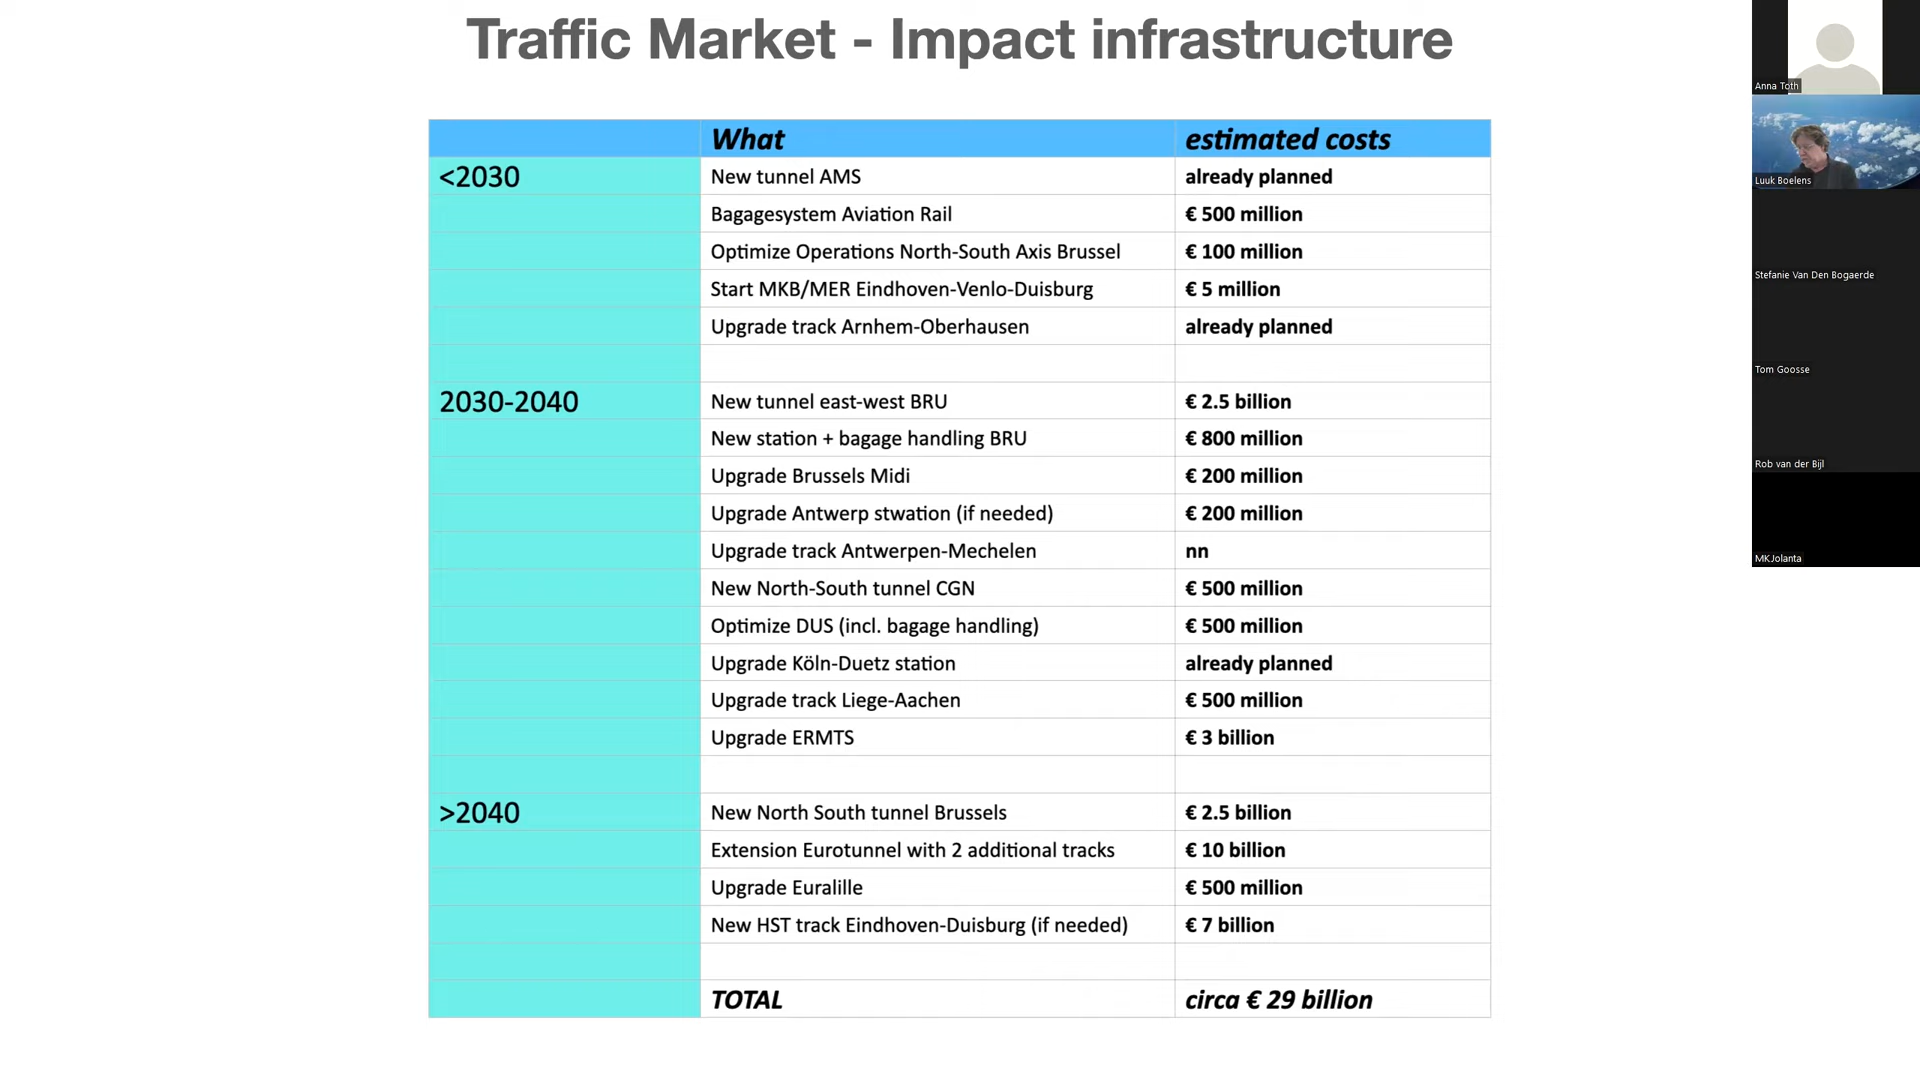 Traffic Market - Impact infrastructure
What estimated costs
<2030 New tunnel AMS already planned
Bagagesystem Aviation Rail € 500 million
Optimize Operations North-South Axis Brussel € 100 million
Start MKB/MER Eindhoven-Venlo-Duisburg € 5 million
Upgrade track Arnhem-Oberhausen already planned
2030-2040 New tunnel east-west BRU € 2.5 billion
New station + bagage handling BRU € 800 million
Upgrade Brussels Midi € 200 million
Upgrade Antwerp stwation (if needed) € 200 million
Upgrade track Antwerpen-Mechelen nn
New North-South tunnel CGN € 500 million
Optimize DUS (incl. bagage handling) € 500 million
Upgrade Köln-Duetz station already planned
Upgrade track Liege-Aachen € 500 million
Upgrade ERMTS € 3 billion
>2040 New North South tunnel Brussels € 2.5 billion
Extension Eurotunnel with 2 additional tracks € 10 billion
Upgrade Euralille € 500 million
New HST track Eindhoven-Duisburg (if needed) € 7 billion
TOTAL circa € 29 billion
Anna Toth
Luuk Boelens
Stefanie Van Den Bogaerde
Tom Goosse
Rob van der Bijl
MKJolanta